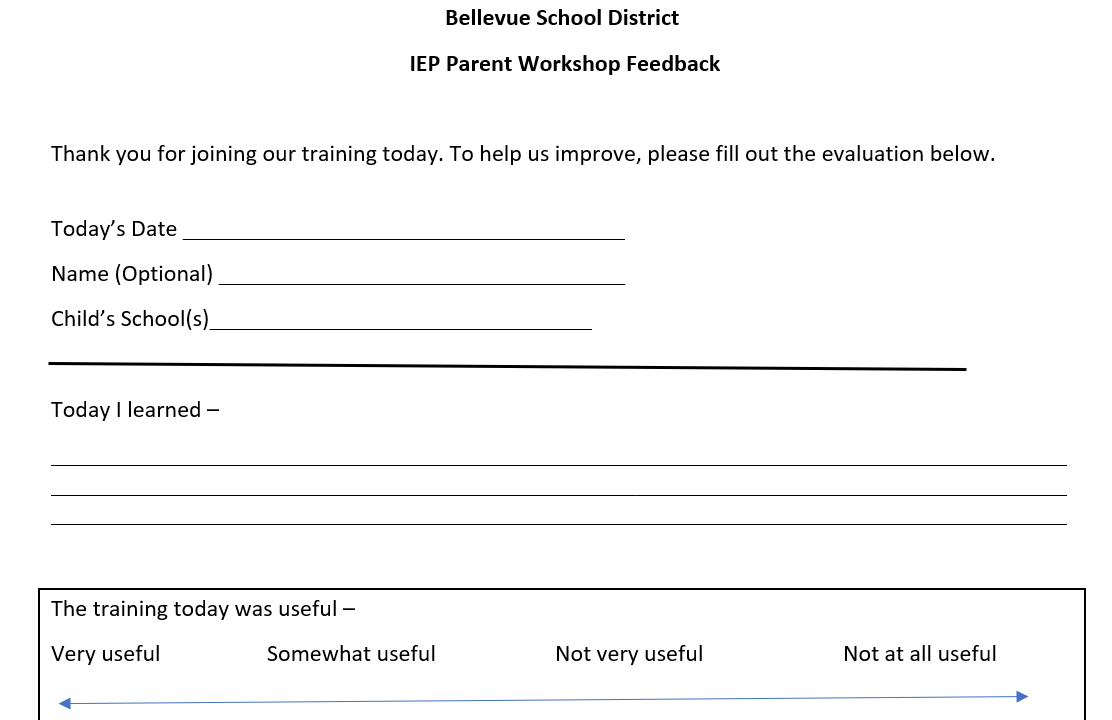 Bellevue School District
IEP Parent Workshop Feedback
Thank you for joining our training today. To help us improve, please fill out the evaluation below.
Today’s Date
Name (Optional)
Child’s School(s)
Today I learned –
The training today was useful –
Very useful Somewhat useful Not very useful Not at all useful